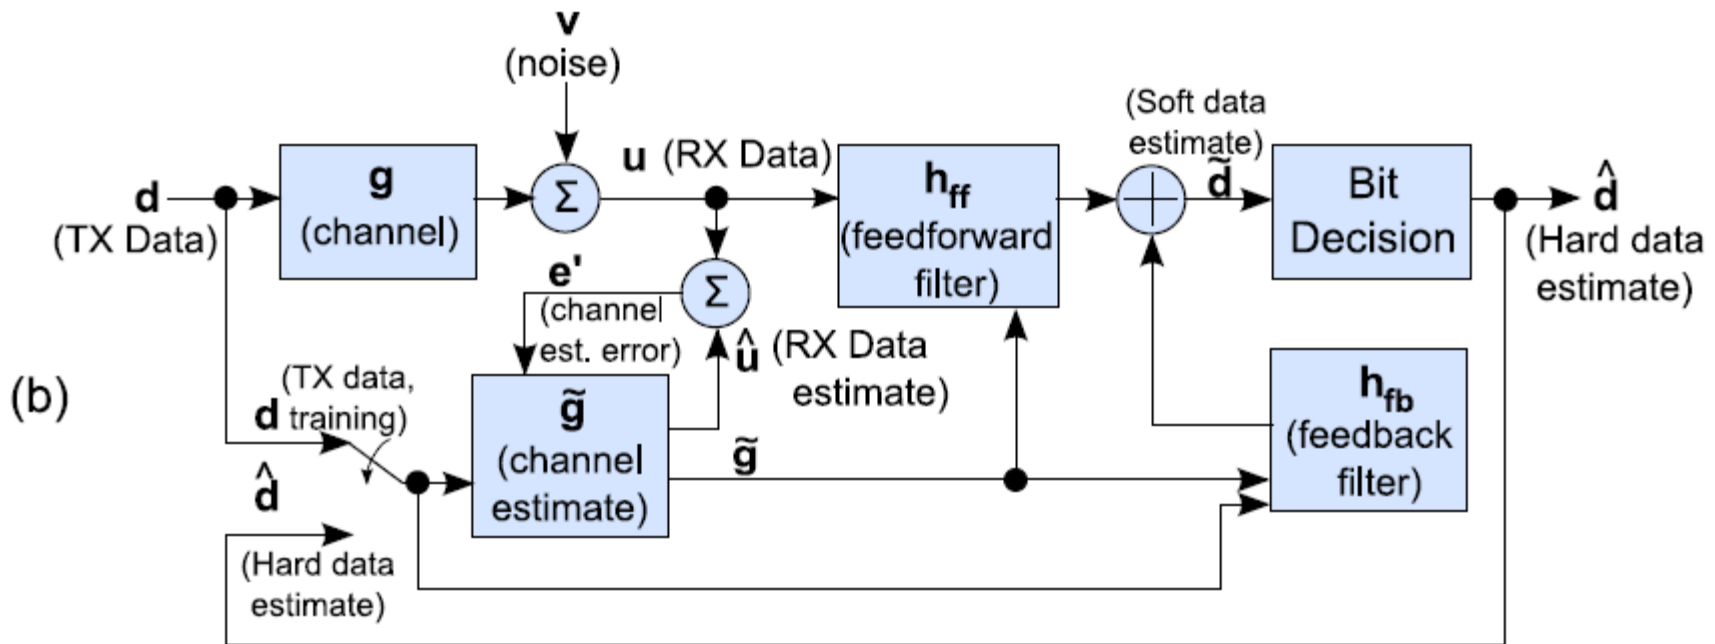 v
(noise)
(Soft data
estimate)
d̃
u (RX Data)
g
(channel)
Σ
d
(TX Data)
h_ff
(feedforward
filter)
Bit
Decision
d̂
(Hard data
estimate)
e'
(channel
est. error)
Σ
û (RX Data
estimate)
(b)
(TX data,
d training)
d̂
(Hard data
estimate)
g̃
(channel
estimate)
g̃
h_fb
(feedback
filter)